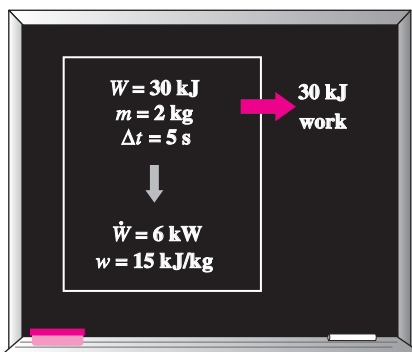 W = 30 kJ
m = 2 kg
Δt = 5 s
30 kJ
work
Ẇ = 6 kW
w = 15 kJ/kg